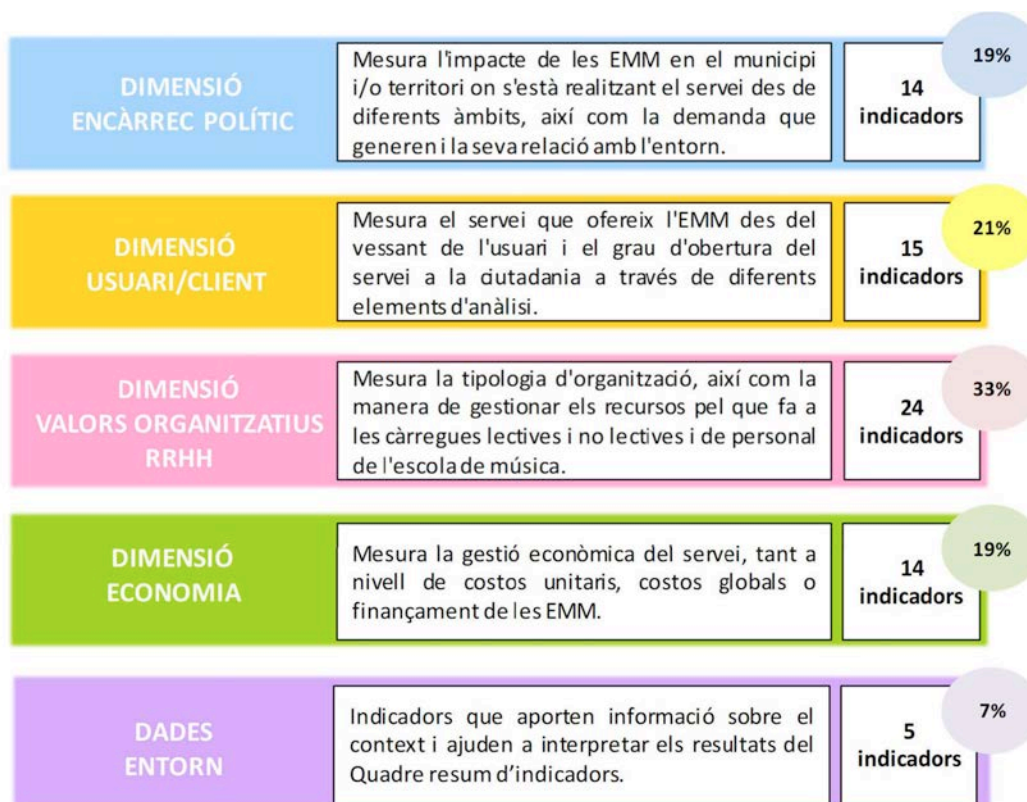 DIMENSIÓ
ENCÀRREC POLÍTIC
Mesura l'impacte de les EMM en el municipi
i/o territori on s'està realitzant el servei des de
diferents àmbits, així com la demanda que
generen i la seva relació amb l'entorn.
14
indicadors
19%
DIMENSIÓ
USUARI/CLIENT
Mesura el servei que ofereix l'EMM des del
vessant de l'usuari i el grau d'obertura del
servei a la ciutadania a través de diferents
elements d'anàlisi.
15
indicadors
21%
DIMENSIÓ
VALORS ORGANITZATIUS
RRHH
Mesura la tipologia d'organització, així com la
manera de gestionar els recursos pel que fa a
les càrregues lectives i no lectives i de personal
de l'escola de música.
24
indicadors
33%
DIMENSIÓ
ECONOMIA
Mesura la gestió econòmica del servei, tant a
nivell de costos unitaris, costos globals o
finançament de les EMM.
14
indicadors
19%
DADES
ENTORN
Indicadors que aporten informació sobre el
context i ajuden a interpretar els resultats del
Quadre resum d’indicadors.
5
indicadors
7%